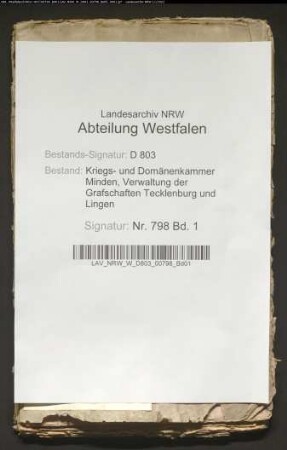 Landesarchiv NRW
Abteilung Westfalen
Bestands-Signatur: D 803
Bestand: Kriegs- und Domänenkammer
Minden, Verwaltung der
Grafschaften Tecklenburg und
Lingen
Signatur: Nr. 798 Bd. 1
LAV_NRW_W_D803_00798_Bd01